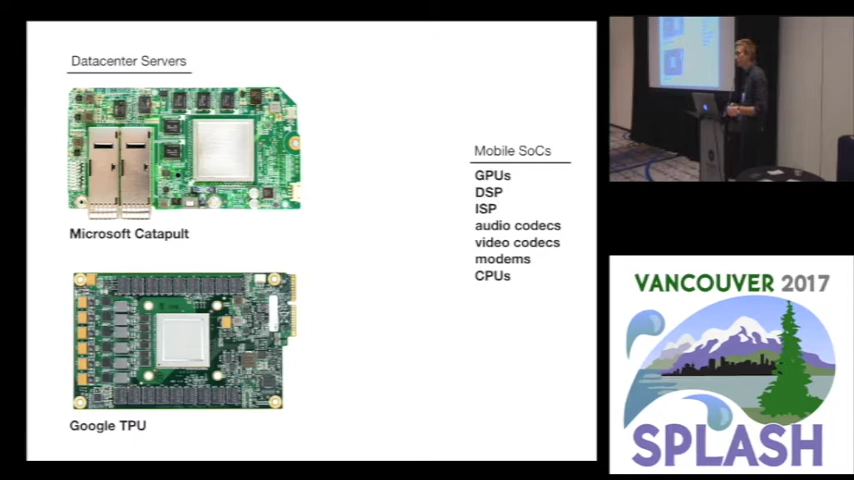 Datacenter Servers
Microsoft Catapult
Google TPU
Mobile SoCs
GPUs
DSP
ISP
audio codecs
video codecs
modems
CPUs
VANCOUVER 2017
SPLASH